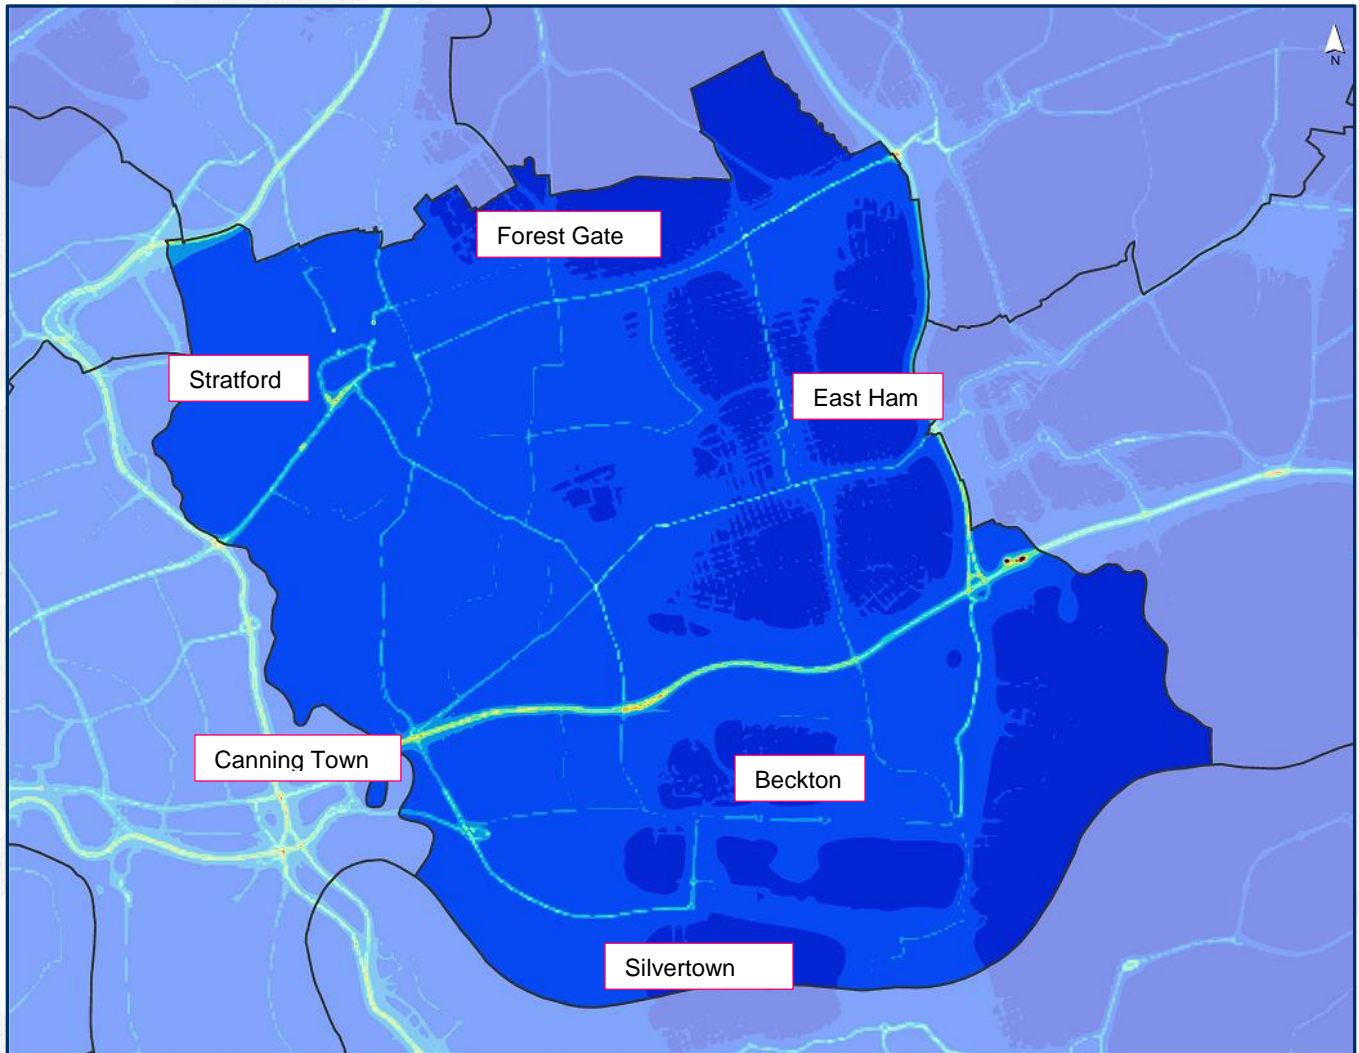 N
Forest Gate
Stratford
East Ham
Canning Town
Beckton
Silvertown